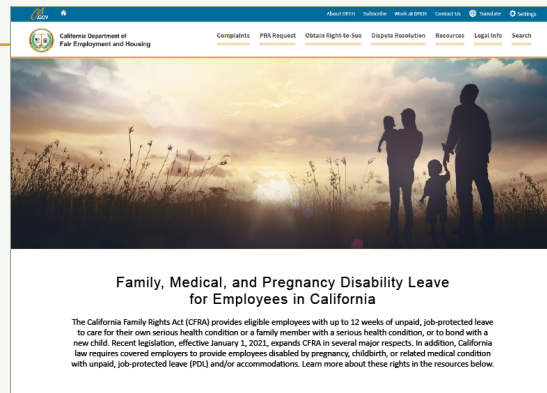 CA
GOV
About DFEH Subscribe Work at DFEH Contact Us Translate Settings
California Department of
Fair Employment and Housing
Complaints PRA Request Obtain Right-to-Sue Dispute Resolution Resources Legal Info Search
Family, Medical, and Pregnancy Disability Leave
for Employees in California
The California Family Rights Act (CFRA) provides eligible employees with up to 12 weeks of unpaid, job-protected leave
to care for their own serious health condition or a family member with a serious health condition, or to bond with a
new child. Recent legislation, effective January 1, 2021, expands CFRA in several major respects. In addition, California
law requires covered employers to provide employees disabled by pregnancy, childbirth, or related medical condition
with unpaid, job-protected leave (PDL) and/or accommodations. Learn more about these rights in the resources below.